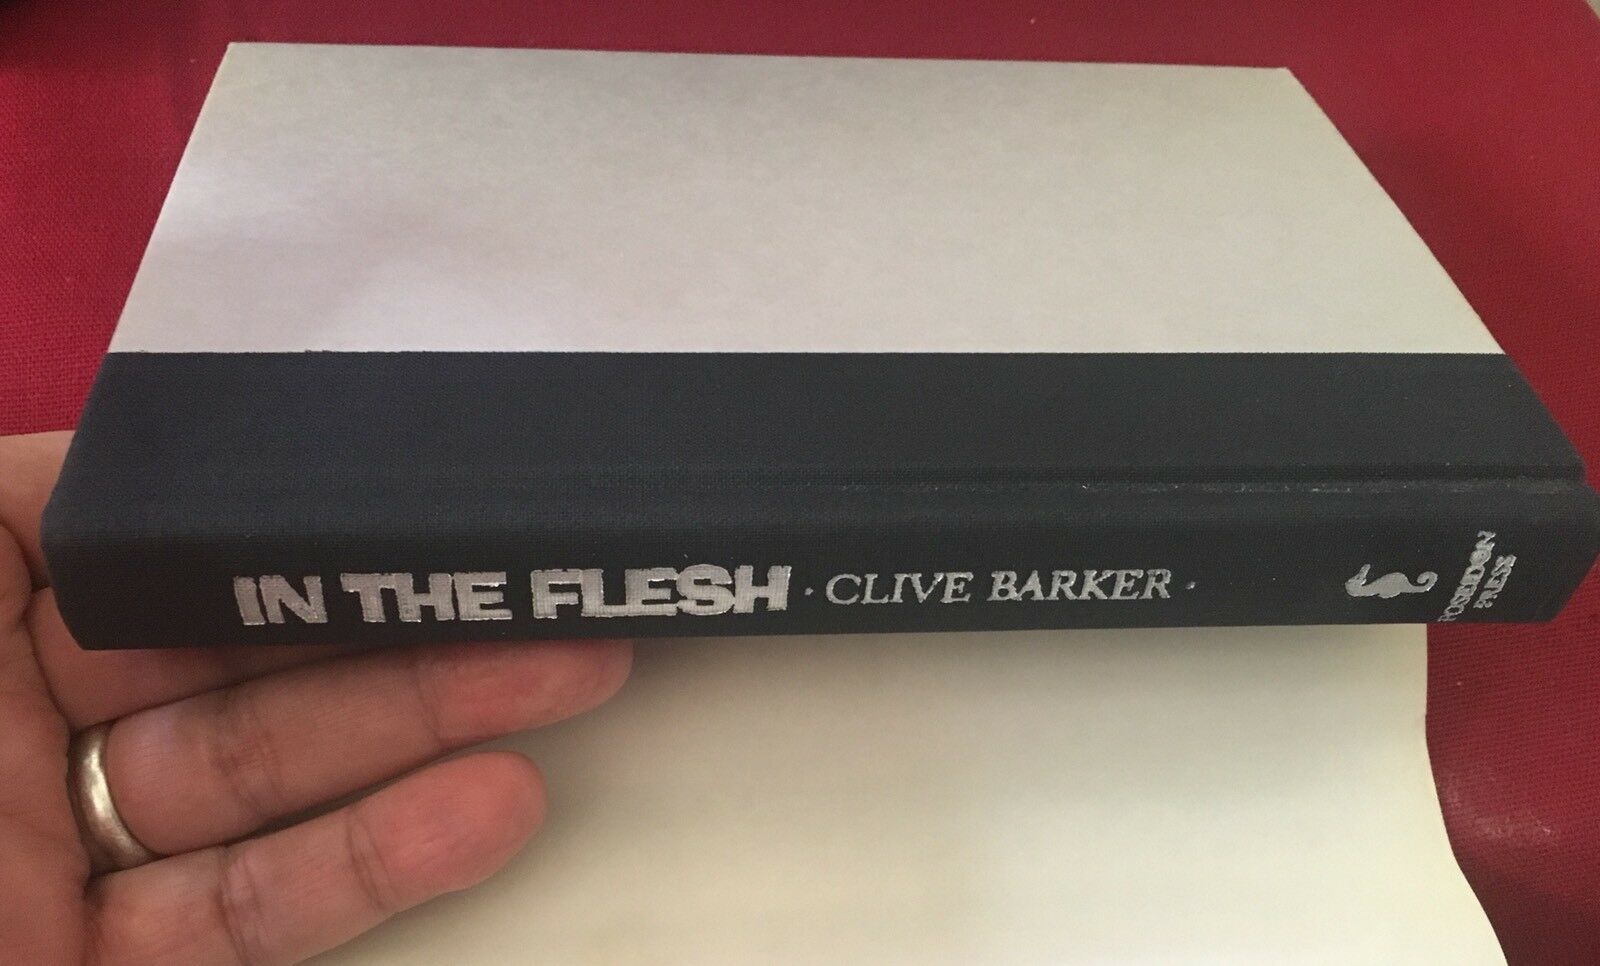 IN THE FLESH · CLIVE BARKER ·
POSEIDON
PRESS